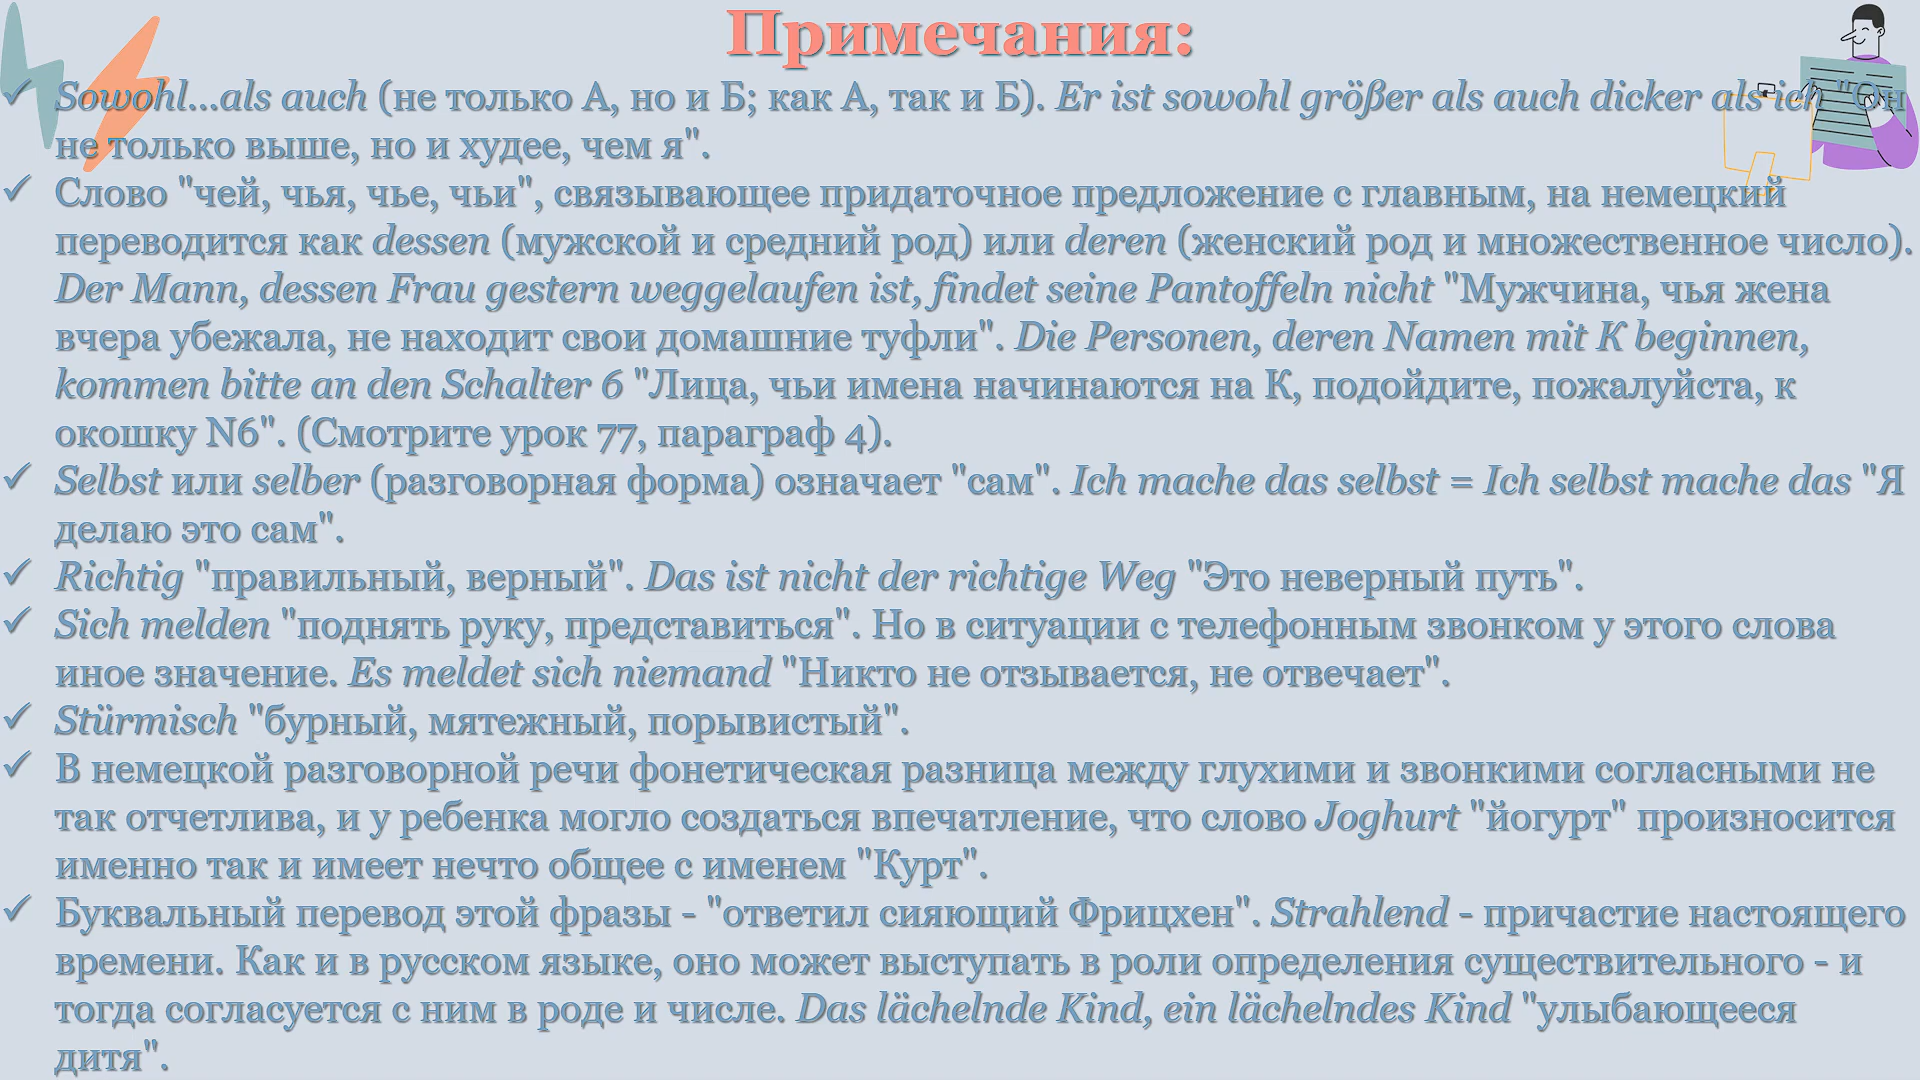 Примечания:
Sowohl...als auch (не только А, но и Б; как А, так и Б). Er ist sowohl größer als auch dicker als ich "Он
не только выше, но и худее, чем я".
Слово "чей, чья, чье, чьи", связывающее придаточное предложение с главным, на немецкий
переводится как dessen (мужской и средний род) или deren (женский род и множественное число).
Der Mann, dessen Frau gestern weggelaufen ist, findet seine Pantoffeln nicht "Мужчина, чья жена
вчера убежала, не находит свои домашние туфли". Die Personen, deren Namen mit K beginnen,
kommen bitte an den Schalter 6 "Лица, чьи имена начинаются на К, подойдите, пожалуйста, к
окошку N6". (Смотрите урок 77, параграф 4).
Selbst или selber (разговорная форма) означает "сам". Ich mache das selbst = Ich selbst mache das "Я
делаю это сам".
Richtig "правильный, верный". Das ist nicht der richtige Weg "Это неверный путь".
Sich melden "поднять руку, представиться". Но в ситуации с телефонным звонком у этого слова
иное значение. Es meldet sich niemand "Никто не отзывается, не отвечает".
Stürmisch "бурный, мятежный, порывистый".
В немецкой разговорной речи фонетическая разница между глухими и звонкими согласными не
так отчетлива, и у ребенка могло создаться впечатление, что слово Joghurt "йогурт" произносится
именно так и имеет нечто общее с именем "Курт".
Буквальный перевод этой фразы - "ответил сияющий Фрицхен". Strahlend - причастие настоящего
времени. Как и в русском языке, оно может выступать в роли определения существительного - и
тогда согласуется с ним в роде и числе. Das lächelnde Kind, ein lächelndes Kind "улыбающееся
дитя".